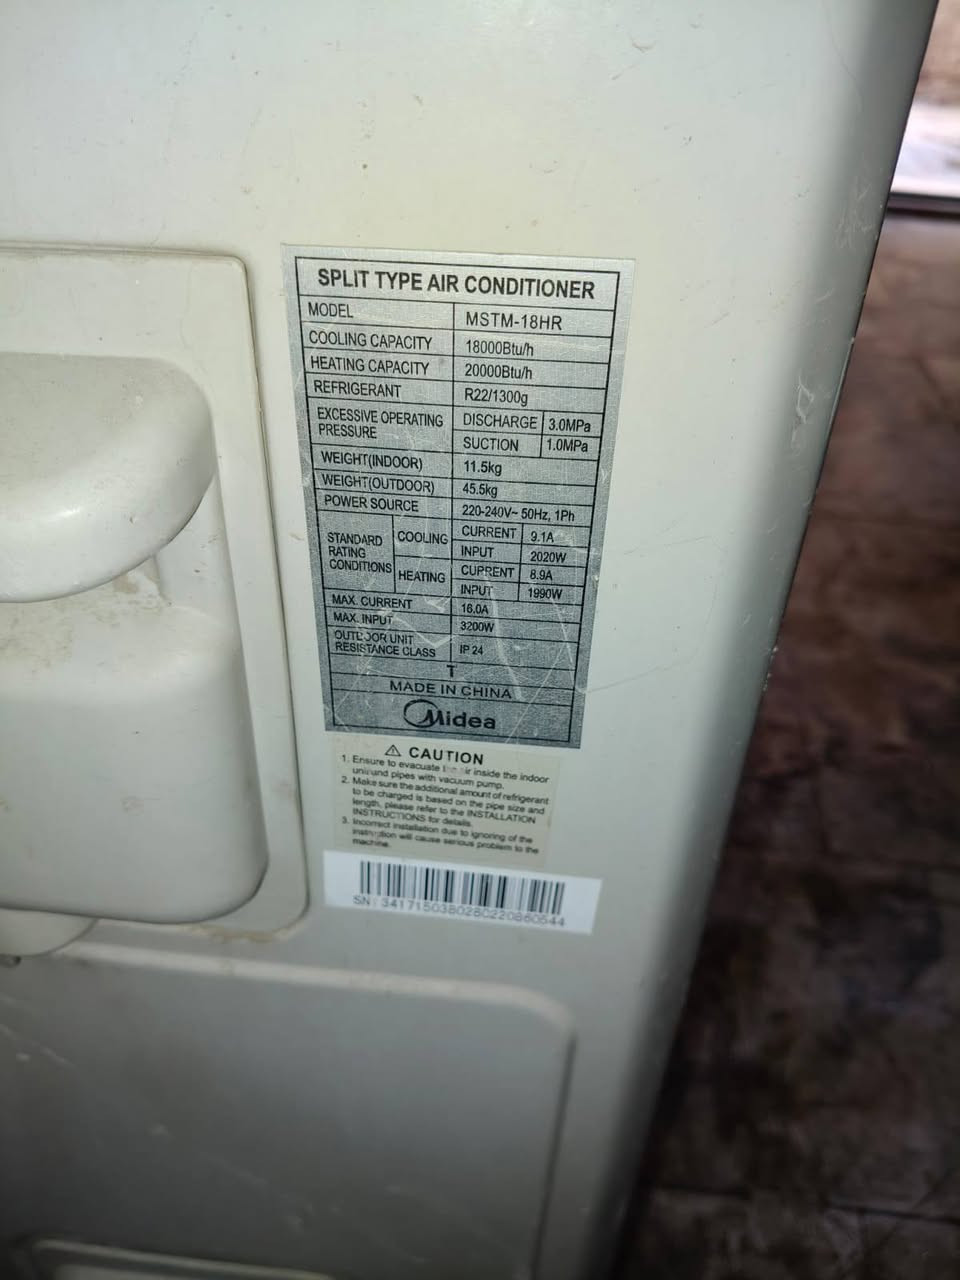 SPLIT TYPE AIR CONDITIONER
MODEL MSTM-18HR
COOLING CAPACITY 18000Btu/h
HEATING CAPACITY 20000Btu/h
REFRIGERANT R22/1300g
EXCESSIVE OPERATING PRESSURE DISCHARGE 3.0MPa
SUCTION 1.0MPa
WEIGHT(INDOOR) 11.5kg
WEIGHT(OUTDOOR) 45.5kg
POWER SOURCE 220-240V~ 50Hz, 1Ph
STANDARD RATING CONDITIONS COOLING CURRENT 9.1A
INPUT 2020W
HEATING CURRENT 8.9A
INPUT 1990W
MAX. CURRENT 16.0A
MAX. INPUT 3200W
OUTDOOR UNIT
RESISTANCE CLASS IP 24
T
MADE IN CHINA
Midea
CAUTION
1. Ensure to evacuate the air inside the indoor
unit and pipes with vacuum pump.
2. Make sure the additional amount of refrigerant
to be charged is based on the pipe size and
length, please refer to the INSTALLATION
INSTRUCTIONS for details.
3. Incorrect installation due to ignoring of the
instruction will cause serious problem to the
machine.
SN: 3417150380280220860544